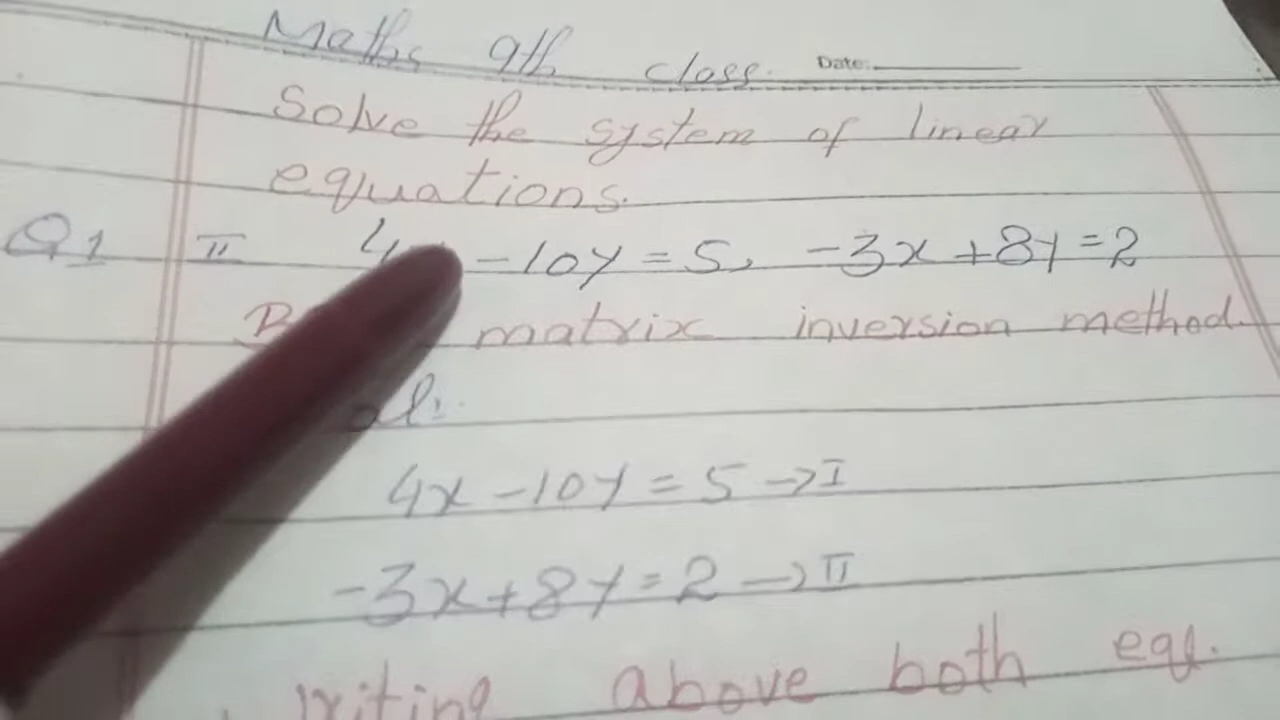 Maths 9th class. Date:
Solve the system of linear
equations.
Q1 II 4 -10y = 5, -3x +8y = 2
matrix inversion method.
4x -10y = 5 → I
-3x + 8y = 2 → II
above both eq.